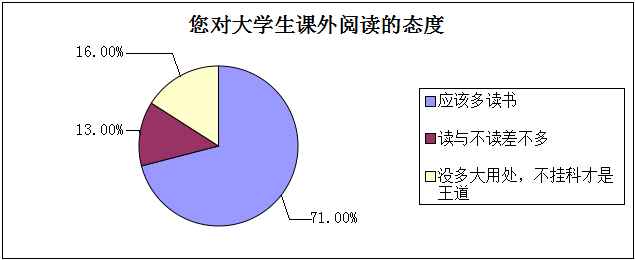 您对大学生课外阅读的态度
16.00%
13.00%
71.00%
应该多读书
读与不读差不多
没多大用处，不挂科才是
王道